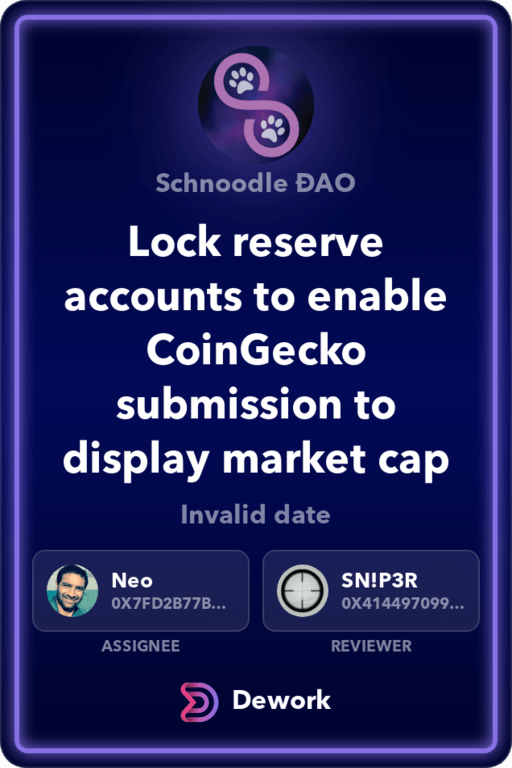 Schnoodle ÐAO
Lock reserve
accounts to enable
CoinGecko
submission to
display market cap
Invalid date
Neo
0X7FD2B77B...
SN!P3R
0X414497099...
ASSIGNEE
REVIEWER
Dework